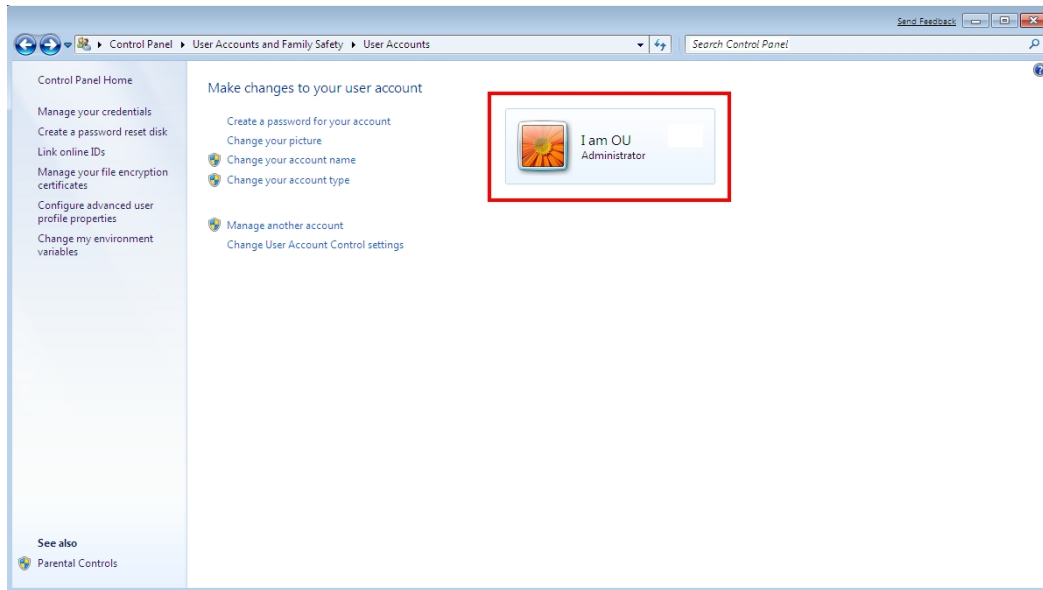 Send Feedback
Control Panel ▸ User Accounts and Family Safety ▸ User Accounts
Search Control Panel
Control Panel Home
Manage your credentials
Create a password reset disk
Link online IDs
Manage your file encryption
certificates
Configure advanced user
profile properties
Change my environment
variables
See also
Parental Controls
Make changes to your user account
Create a password for your account
Change your picture
Change your account name
Change your account type
Manage another account
Change User Account Control settings
I am OU
Administrator